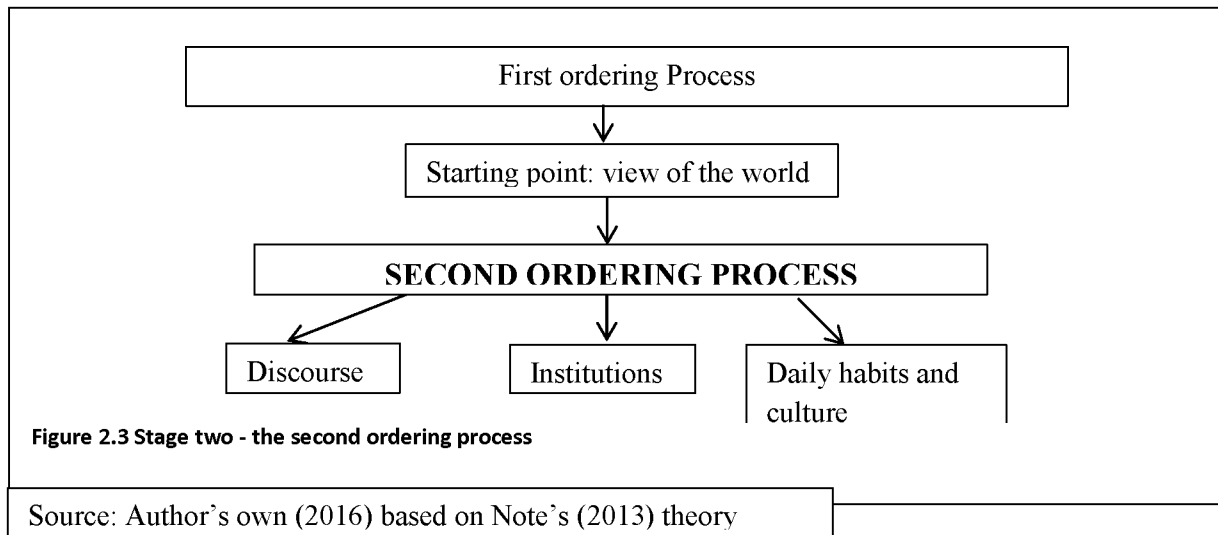 First ordering Process
Starting point: view of the world
SECOND ORDERING PROCESS
Discourse
Institutions
Daily habits and
culture
Figure 2.3 Stage two - the second ordering process
Source: Author's own (2016) based on Note's (2013) theory